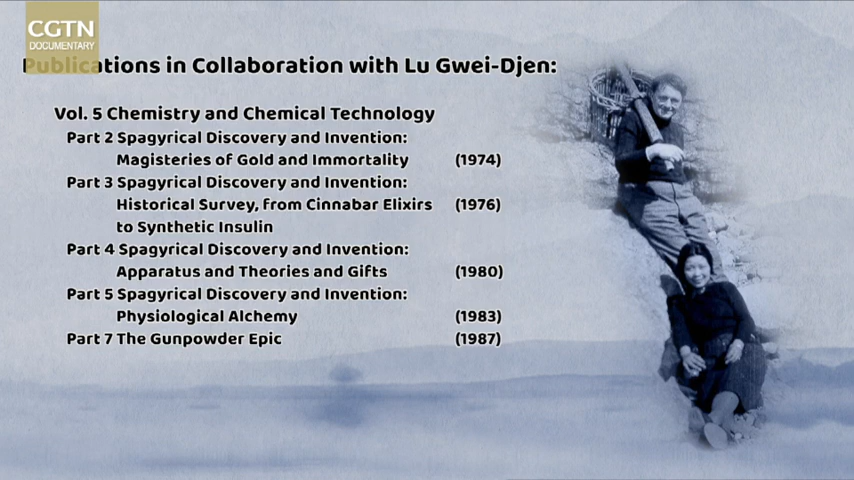 CGTN
DOCUMENTARY
Publications in Collaboration with Lu Gwei-Djen:
Vol. 5 Chemistry and Chemical Technology
Part 2 Spagyrical Discovery and Invention:
Magisteries of Gold and Immortality (1974)
Part 3 Spagyrical Discovery and Invention:
Historical Survey, from Cinnabar Elixirs (1976)
to Synthetic Insulin
Part 4 Spagyrical Discovery and Invention:
Apparatus and Theories and Gifts (1980)
Part 5 Spagyrical Discovery and Invention:
Physiological Alchemy (1983)
Part 7 The Gunpowder Epic (1987)